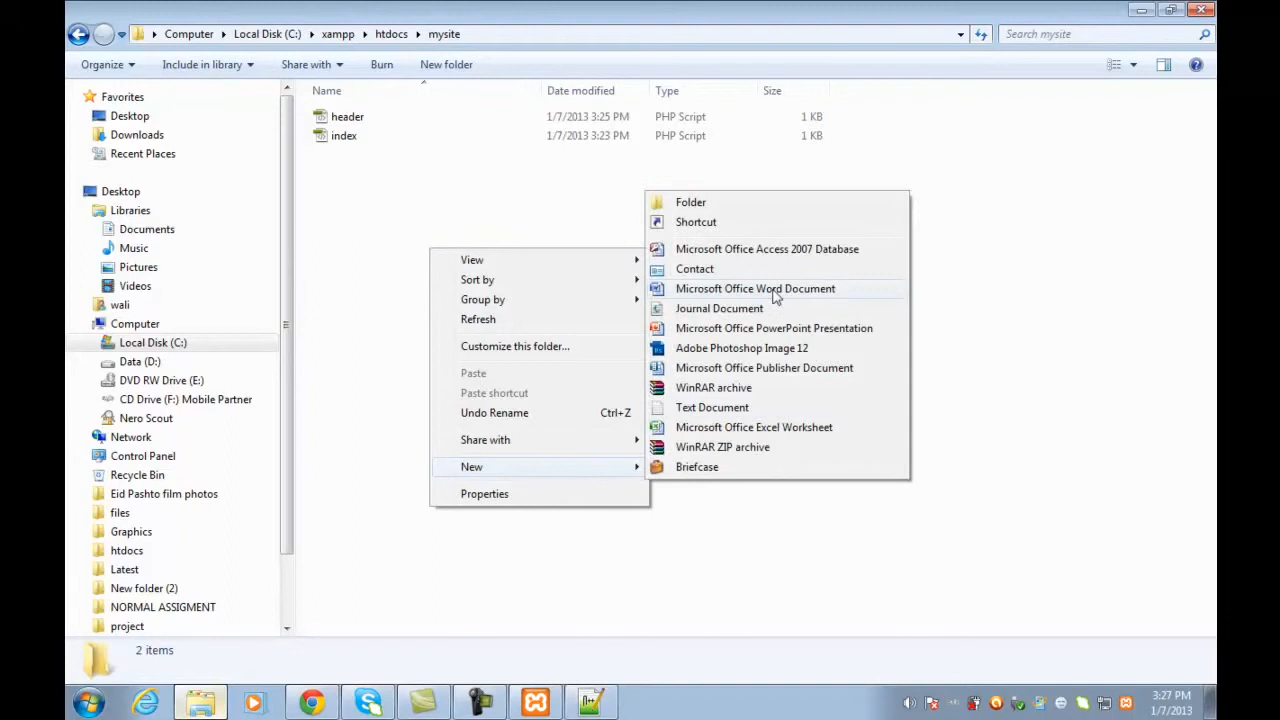 Computer Local Disk (C:) xampp htdocs mysite Search mysite
Organize Include in library Share with Burn New folder
Name Date modified Type Size
header 1/7/2013 3:25 PM PHP Script 1 KB
index 1/7/2013 3:23 PM PHP Script 1 KB
Favorites
Desktop
Downloads
Recent Places
Desktop
Libraries
Documents
Music
Pictures
Videos
wali
Computer
Local Disk (C:)
Data (D:)
DVD RW Drive (E:)
CD Drive (F:) Mobile Partner
Nero Scout
Network
Control Panel
Recycle Bin
Eid Pashto film photos
files
Graphics
htdocs
Latest
New folder (2)
NORMAL ASSIGMENT
project
View
Sort by
Group by
Refresh
Customize this folder...
Paste
Paste shortcut
Undo Rename Ctrl+Z
Share with
New
Properties
Folder
Shortcut
Microsoft Office Access 2007 Database
Contact
Microsoft Office Word Document
Journal Document
Microsoft Office PowerPoint Presentation
Adobe Photoshop Image 12
Microsoft Office Publisher Document
WinRAR archive
Text Document
Microsoft Office Excel Worksheet
WinRAR ZIP archive
Briefcase
2 items
3:27 PM
1/7/2013